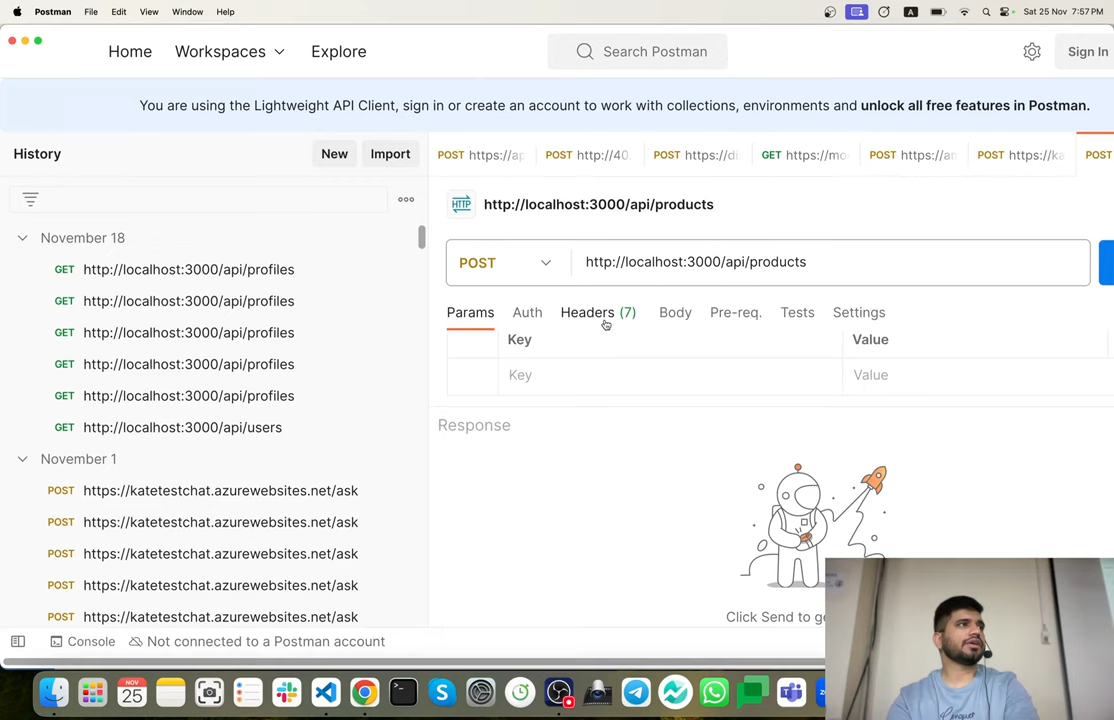 Postman File Edit View Window Help
A
Sat 25 Nov 7:57 PM
Home Workspaces Explore
Search Postman
Sign In
You are using the Lightweight API Client, sign in or create an account to work with collections, environments and unlock all free features in Postman.
History
New
Import
POST https://ap
POST http://40.
POST https://di
GET https://mo
POST https://an
POST https://ka
POST
HTTP
http://localhost:3000/api/products
November 18
GET http://localhost:3000/api/profiles
GET http://localhost:3000/api/profiles
GET http://localhost:3000/api/profiles
GET http://localhost:3000/api/profiles
GET http://localhost:3000/api/profiles
GET http://localhost:3000/api/users
November 1
POST https://katetestchat.azurewebsites.net/ask
POST https://katetestchat.azurewebsites.net/ask
POST https://katetestchat.azurewebsites.net/ask
POST https://katetestchat.azurewebsites.net/ask
POST https://katetestchat.azurewebsites.net/ask
POST http://localhost:3000/api/products
Params Auth Headers (7) Body Pre-req. Tests Settings
Key Value
Key Value
Response
Click Send to ge
Console Not connected to a Postman account
NOV
25